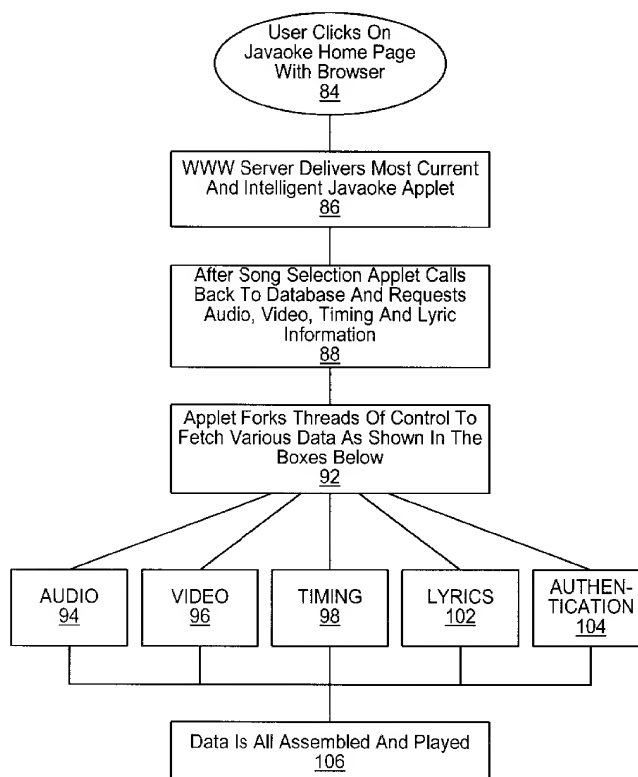 User Clicks On
Javaoke Home Page
With Browser
84
WWW Server Delivers Most Current
And Intelligent Javaoke Applet
86
After Song Selection Applet Calls
Back To Database And Requests
Audio, Video, Timing And Lyric
Information
88
Applet Forks Threads Of Control To
Fetch Various Data As Shown In The
Boxes Below
92
AUDIO
94
VIDEO
96
TIMING
98
LYRICS
102
AUTHEN-
TICATION
104
Data Is All Assembled And Played
106